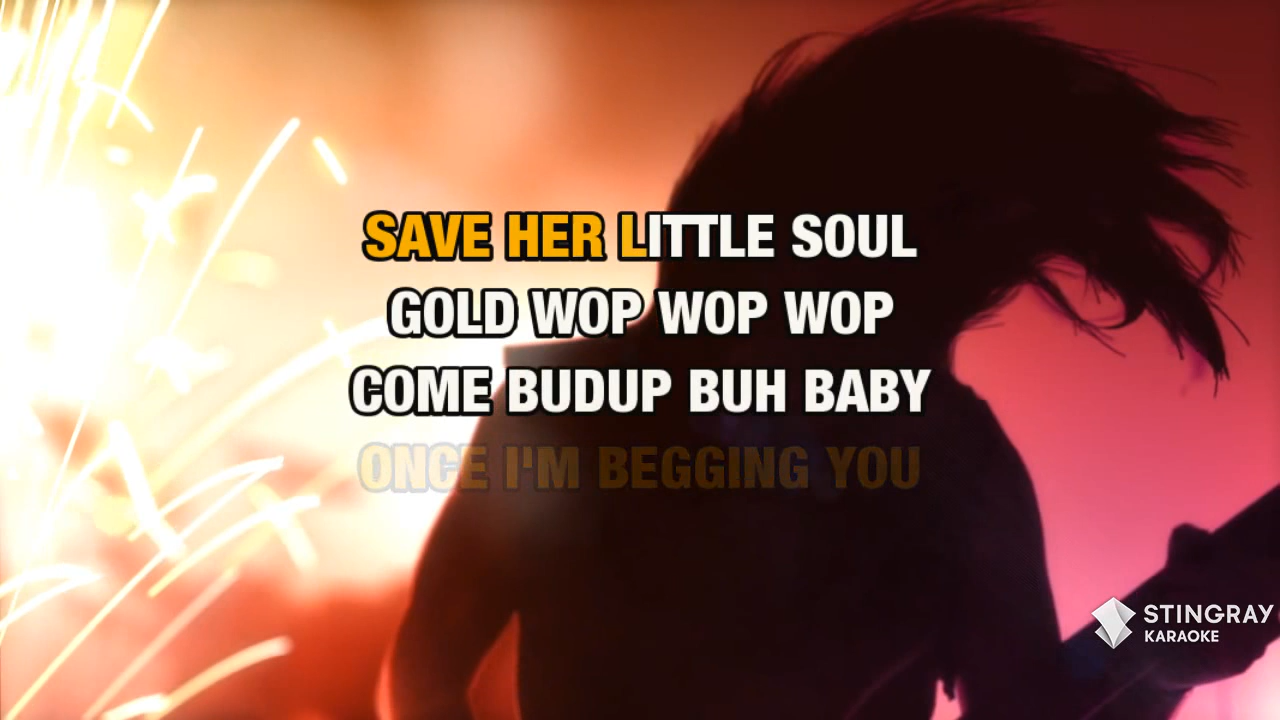 SAVE HER LITTLE SOUL
GOLD WOP WOP WOP
COME BUDUP BUH BABY
ONCE I'M BEGGING YOU
STINGRAY
KARAOKE